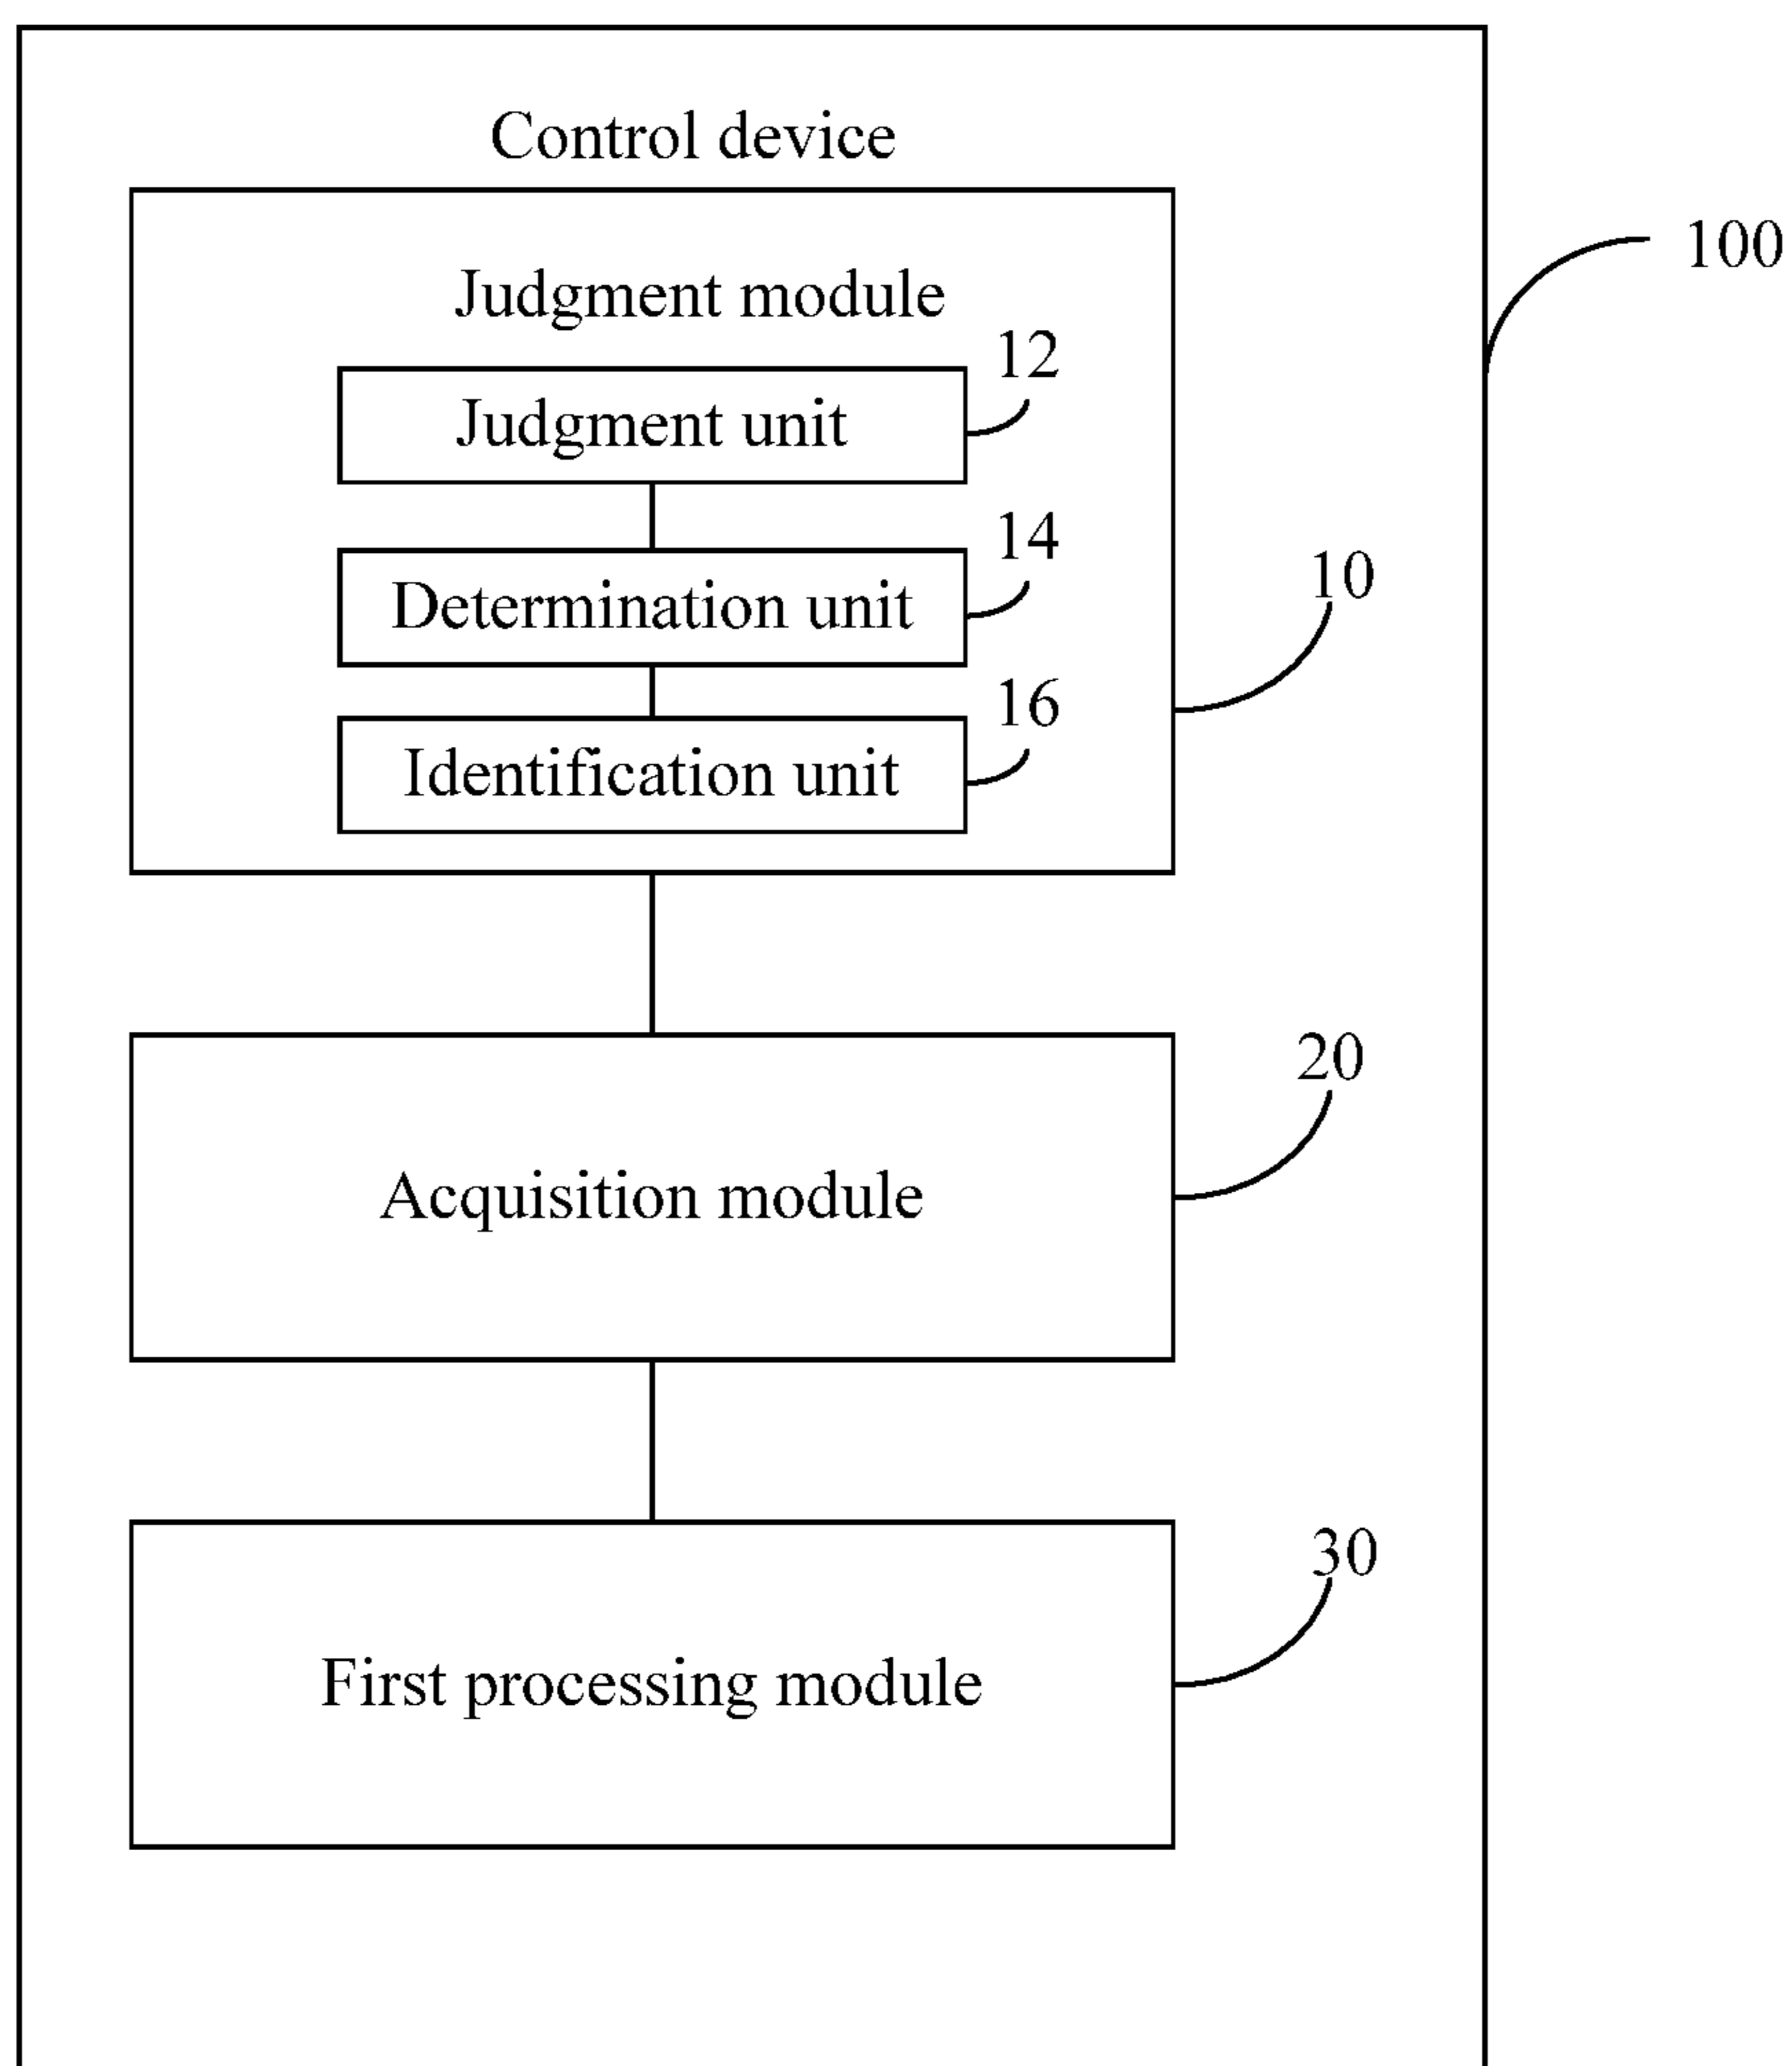 Control device
100
Judgment module
12
Judgment unit
14
Determination unit
10
16
Identification unit
20
Acquisition module
30
First processing module